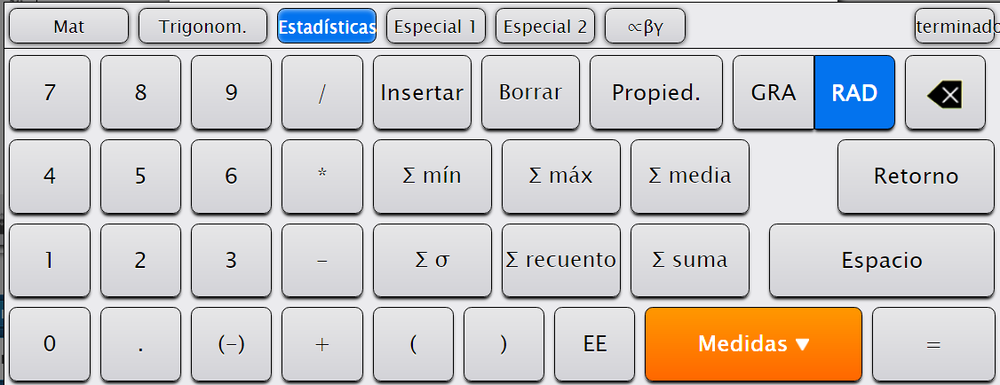 Mat Trigonom. Estadísticas Especial 1 Especial 2 ∝βγ terminado
7 8 9 / Insertar Borrar Propied. GRA RAD
4 5 6 * Σ mín Σ máx Σ media Retorno
1 2 3 − Σ σ Σ recuento Σ suma Espacio
0 . (−) + ( ) EE Medidas ▼ =